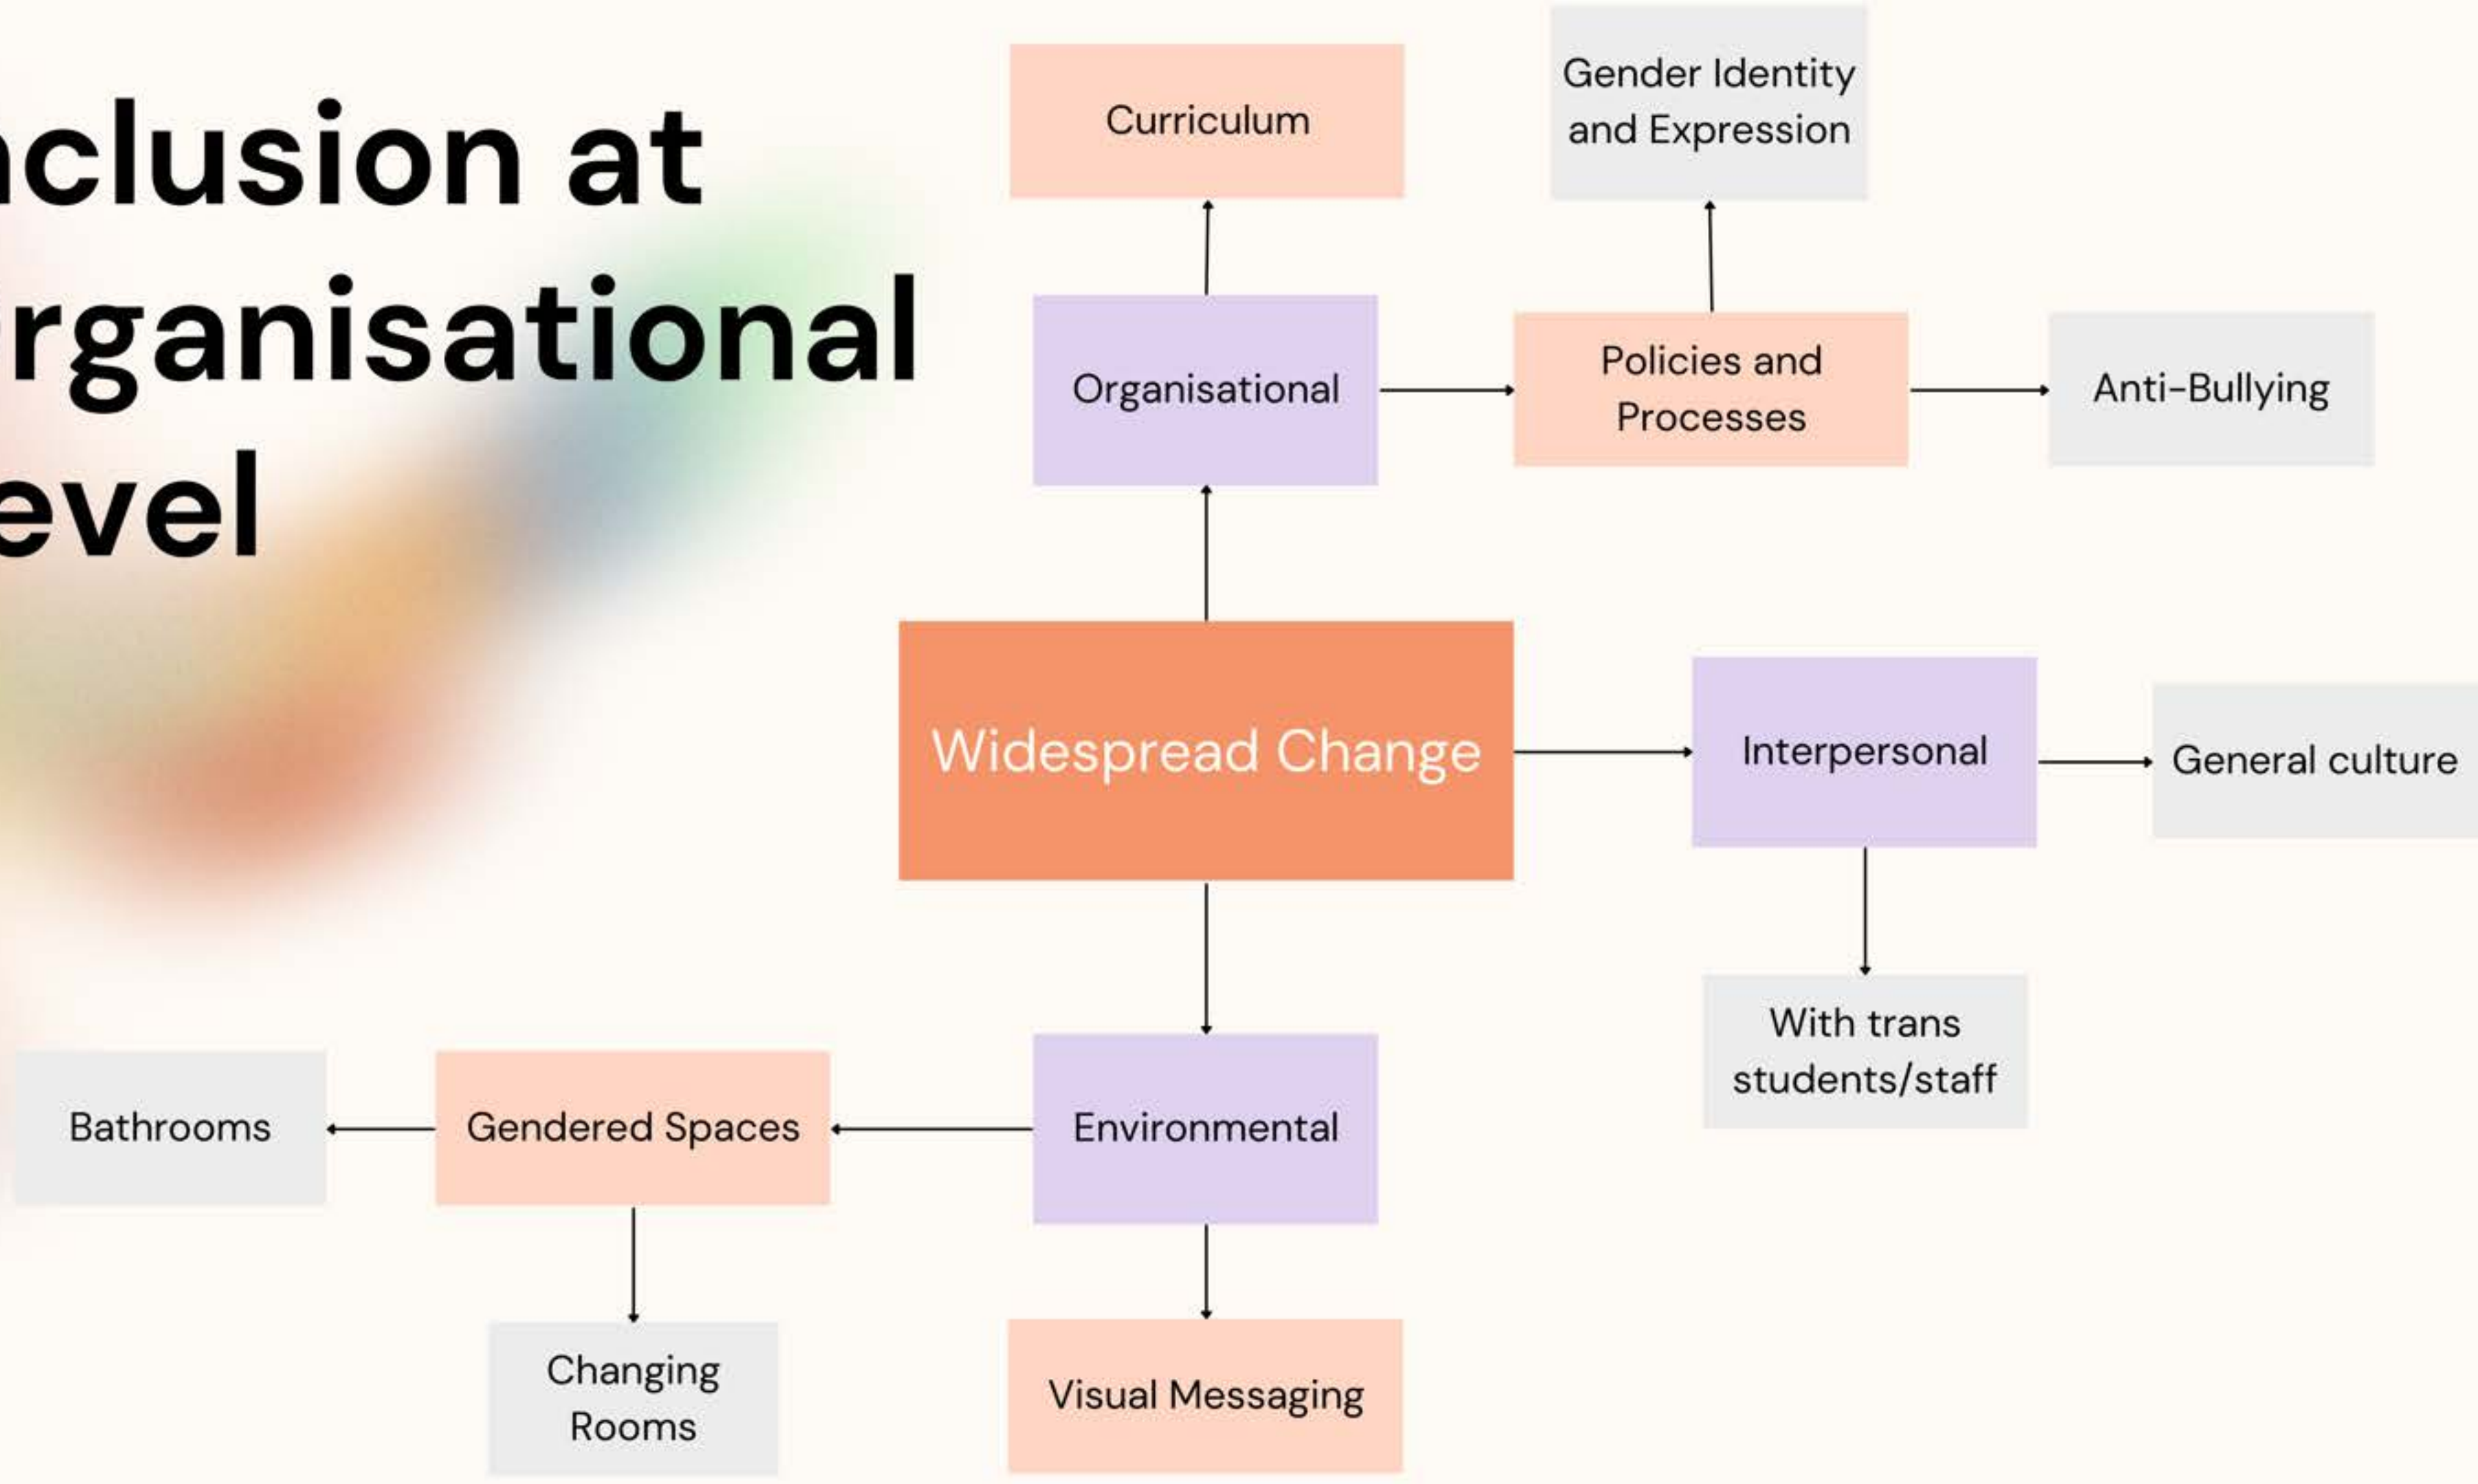 nclusion at
rganisational
evel
Curriculum
Gender Identity
and Expression
Organisational
Policies and
Processes
Anti-Bullying
Widespread Change
Interpersonal
General culture
With trans
students/staff
Bathrooms
Gendered Spaces
Environmental
Changing
Rooms
Visual Messaging